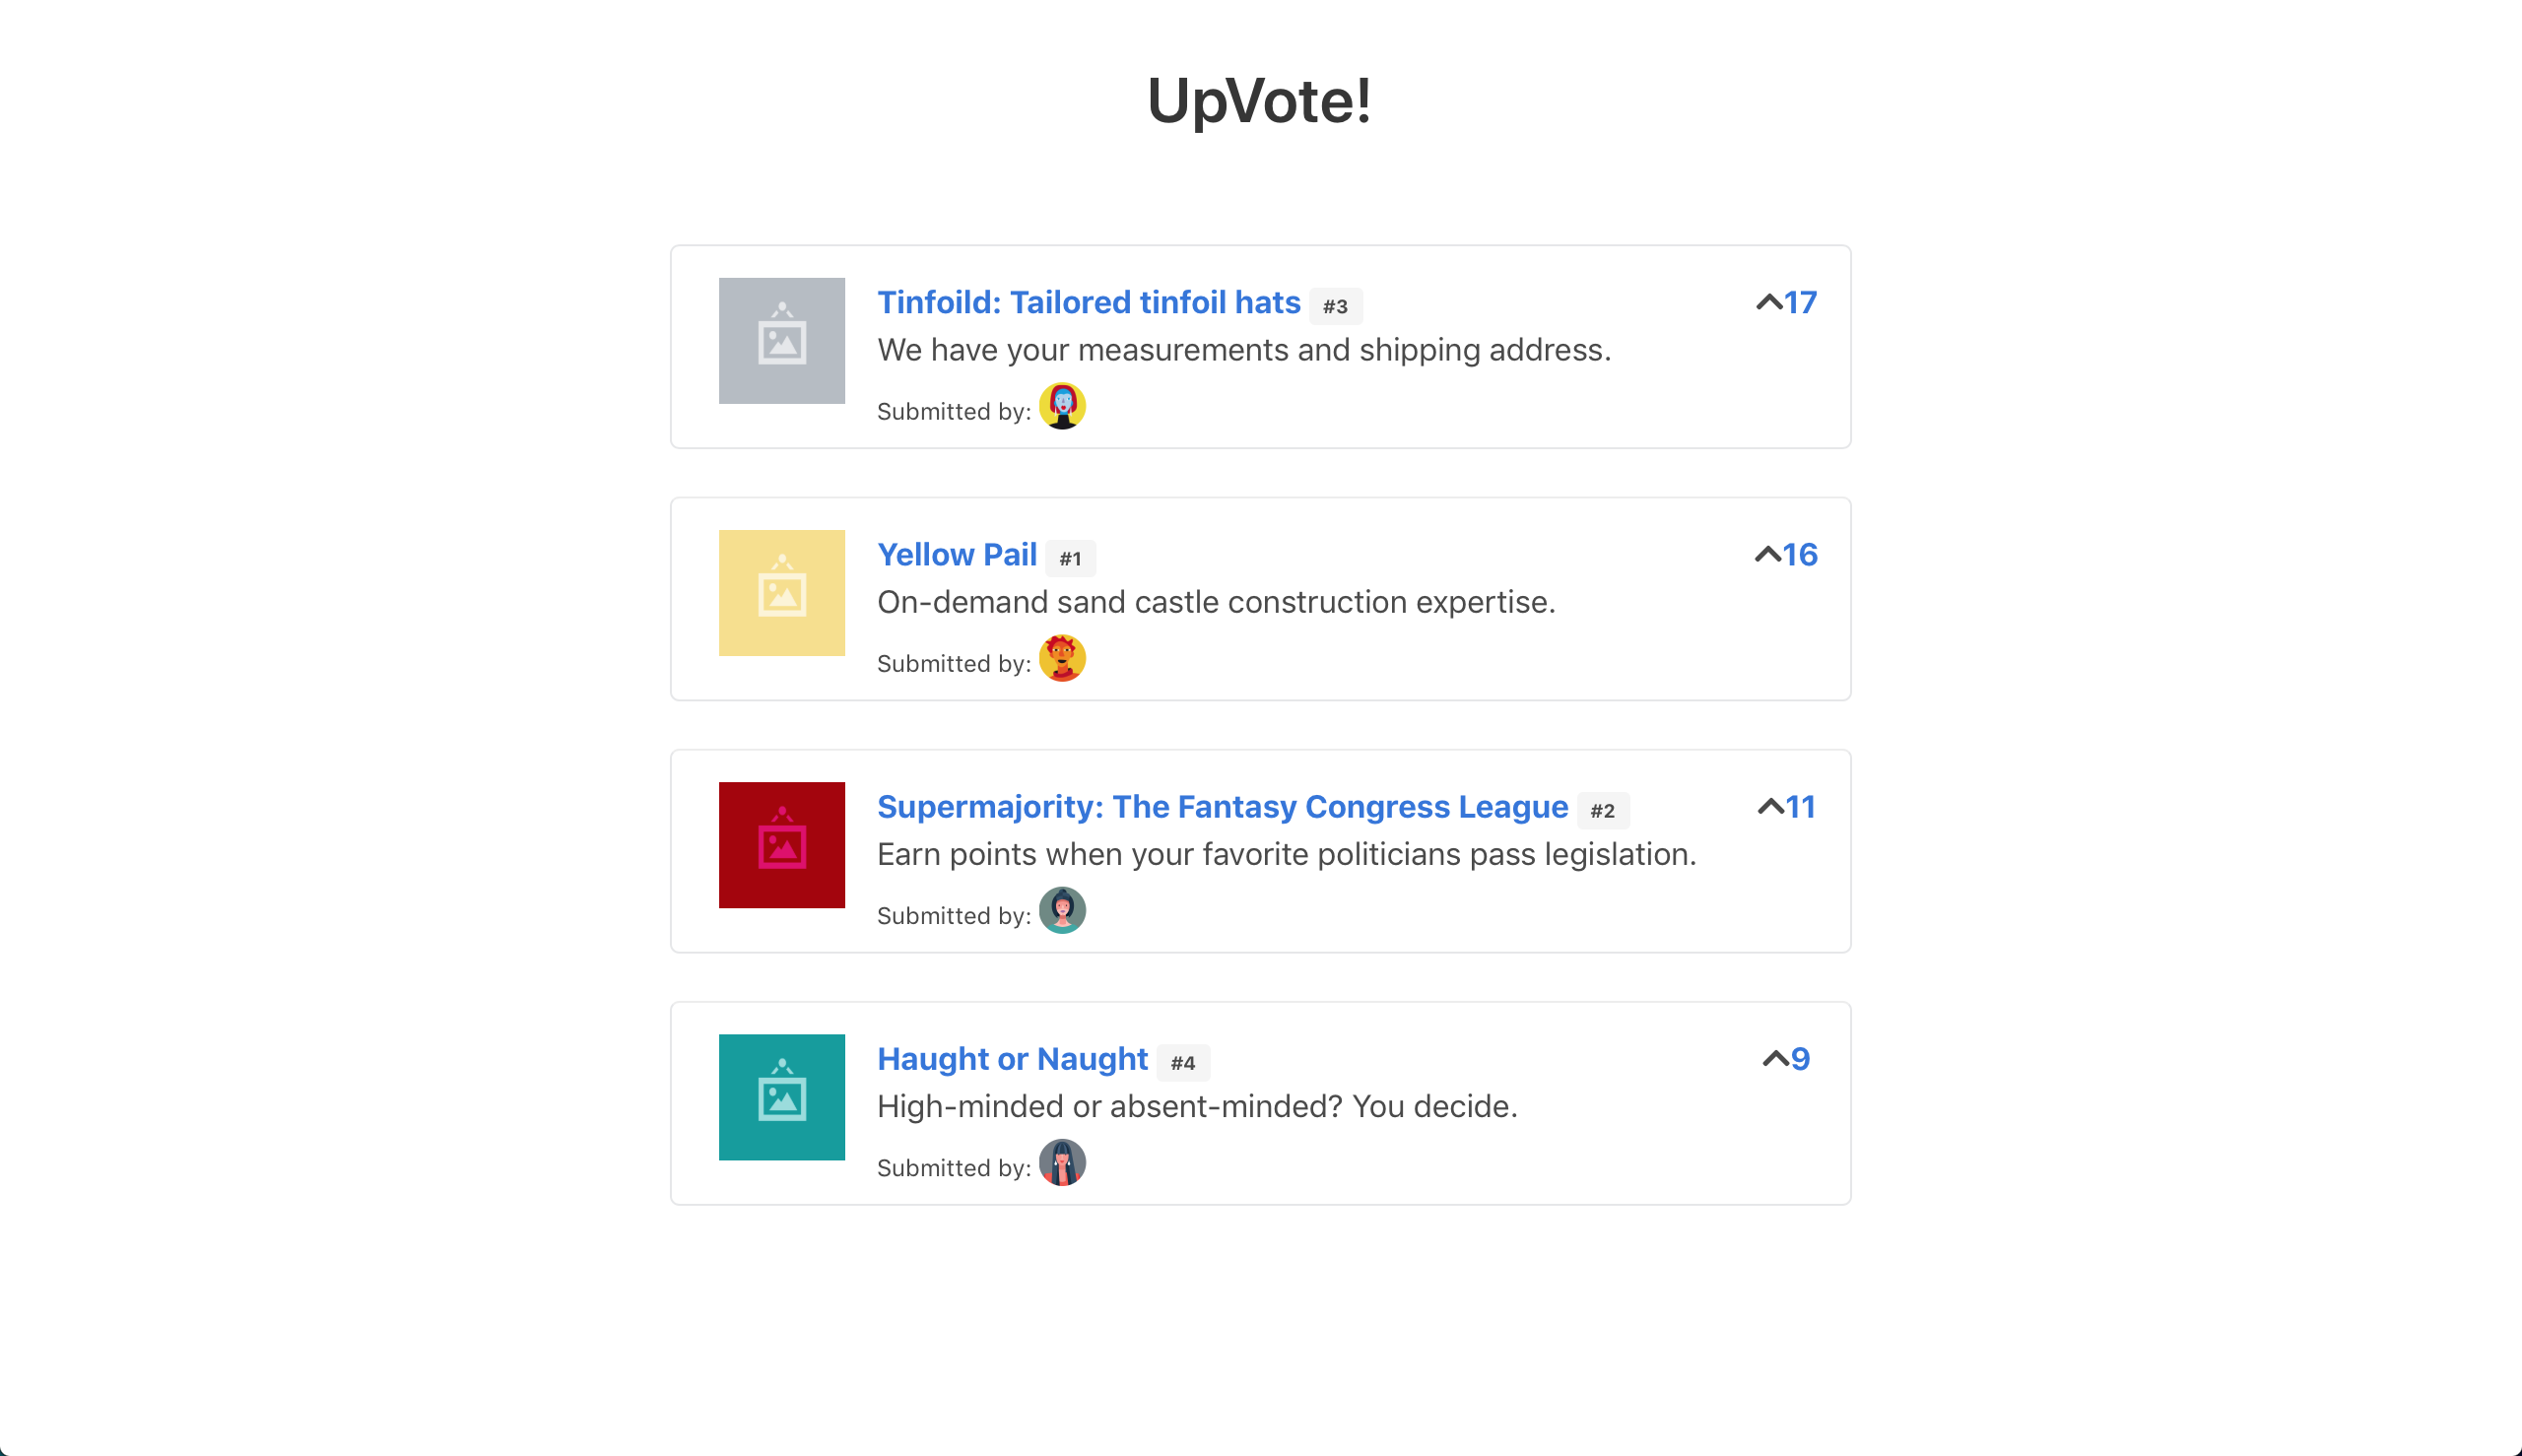 UpVote!
Tinfoild: Tailored tinfoil hats #3 17
We have your measurements and shipping address.
Submitted by:
Yellow Pail #1 16
On-demand sand castle construction expertise.
Submitted by:
Supermajority: The Fantasy Congress League #2 11
Earn points when your favorite politicians pass legislation.
Submitted by:
Haught or Naught #4 9
High-minded or absent-minded? You decide.
Submitted by: